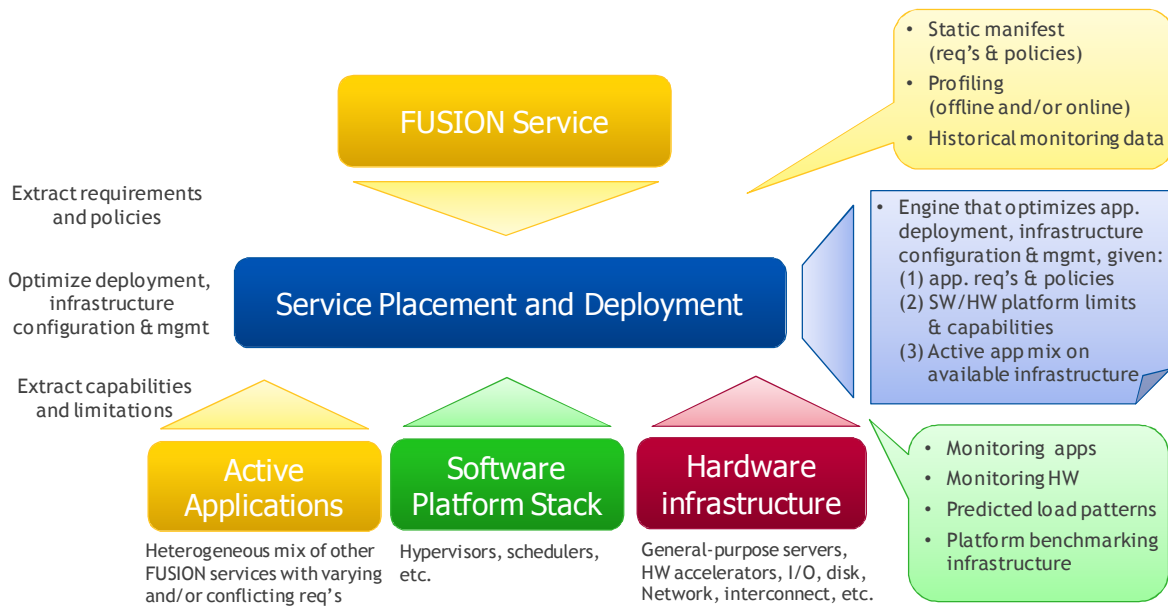 FUSION Service
• Static manifest
(req's & policies)
• Profiling
(offline and/or online)
• Historical monitoring data
Extract requirements
and policies
Optimize deployment,
infrastructure
configuration & mgmt
Service Placement and Deployment
• Engine that optimizes app.
deployment, infrastructure
configuration & mgmt, given:
(1) app. req's & policies
(2) SW/HW platform limits
& capabilities
(3) Active app mix on
available infrastructure
Extract capabilities
and limitations
Active
Applications
Software
Platform Stack
Hardware
infrastructure
Heterogeneous mix of other
FUSION services with varying
and/or conflicting req's
Hypervisors, schedulers,
etc.
General-purpose servers,
HW accelerators, I/O, disk,
Network, interconnect, etc.
• Monitoring apps
• Monitoring HW
• Predicted load patterns
• Platform benchmarking
infrastructure